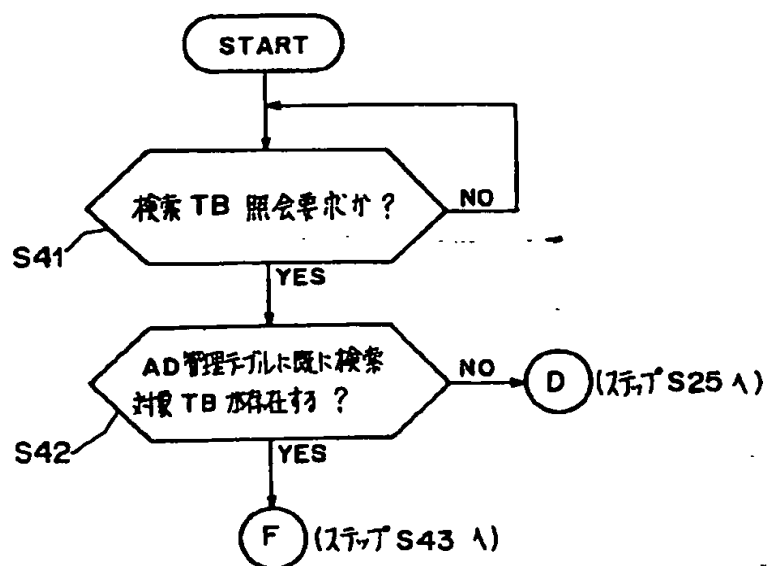 START
検索 TB 照会要求か?
NO
S41
YES
AD管理テーブルに既に検索
対象 TB が存在する ?
NO
D
(ステップ S25 へ)
S42
YES
F
(ステップ S43 へ)